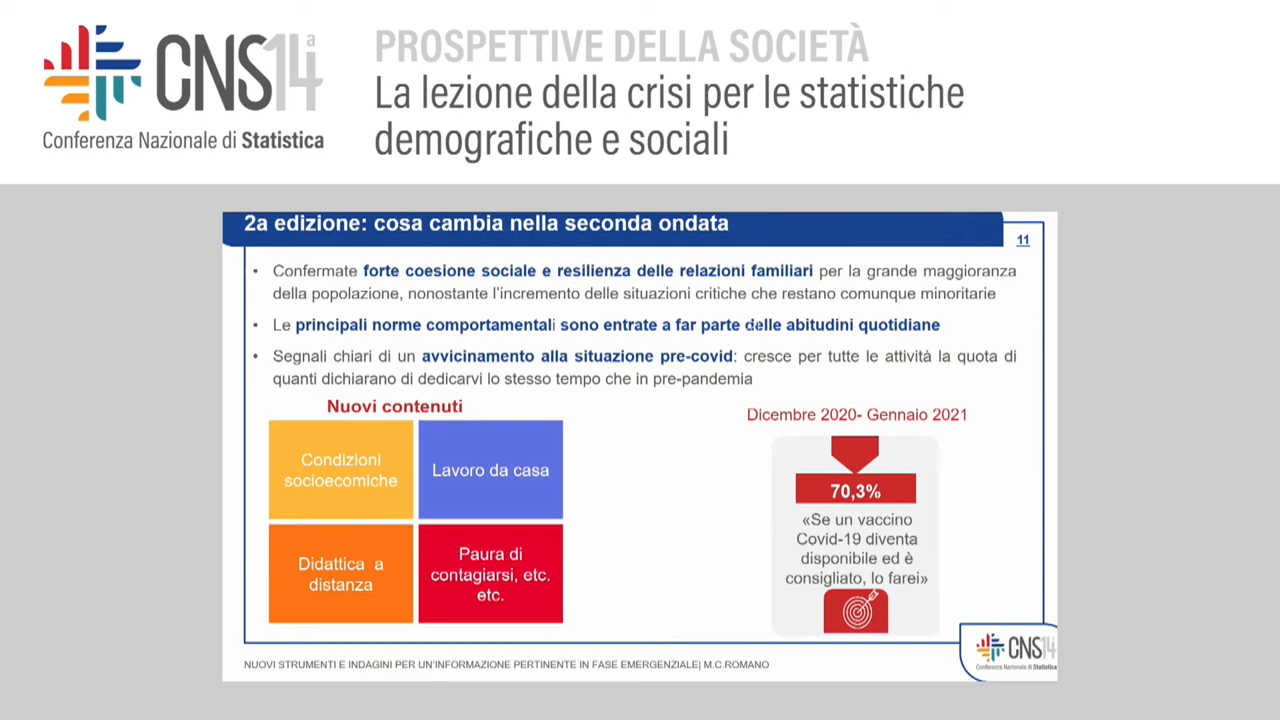 CNS14a
Conferenza Nazionale di Statistica
PROSPETTIVE DELLA SOCIETÀ
La lezione della crisi per le statistiche
demografiche e sociali
2a edizione: cosa cambia nella seconda ondata
11
• Confermate forte coesione sociale e resilienza delle relazioni familiari per la grande maggioranza
della popolazione, nonostante l'incremento delle situazioni critiche che restano comunque minoritarie
• Le principali norme comportamentali sono entrate a far parte delle abitudini quotidiane
• Segnali chiari di un avvicinamento alla situazione pre-covid: cresce per tutte le attività la quota di
quanti dichiarano di dedicarvi lo stesso tempo che in pre-pandemia
Nuovi contenuti
Condizioni
socioecomiche
Lavoro da casa
Didattica a
distanza
Paura di
contagiarsi, etc.
etc.
Dicembre 2020- Gennaio 2021
70,3%
«Se un vaccino
Covid-19 diventa
disponibile ed è
consigliato, lo farei»
NUOVI STRUMENTI E INDAGINI PER UN'INFORMAZIONE PERTINENTE IN FASE EMERGENZIALE| M.C.ROMANO
CNS14
Conferenza Nazionale di Statistica